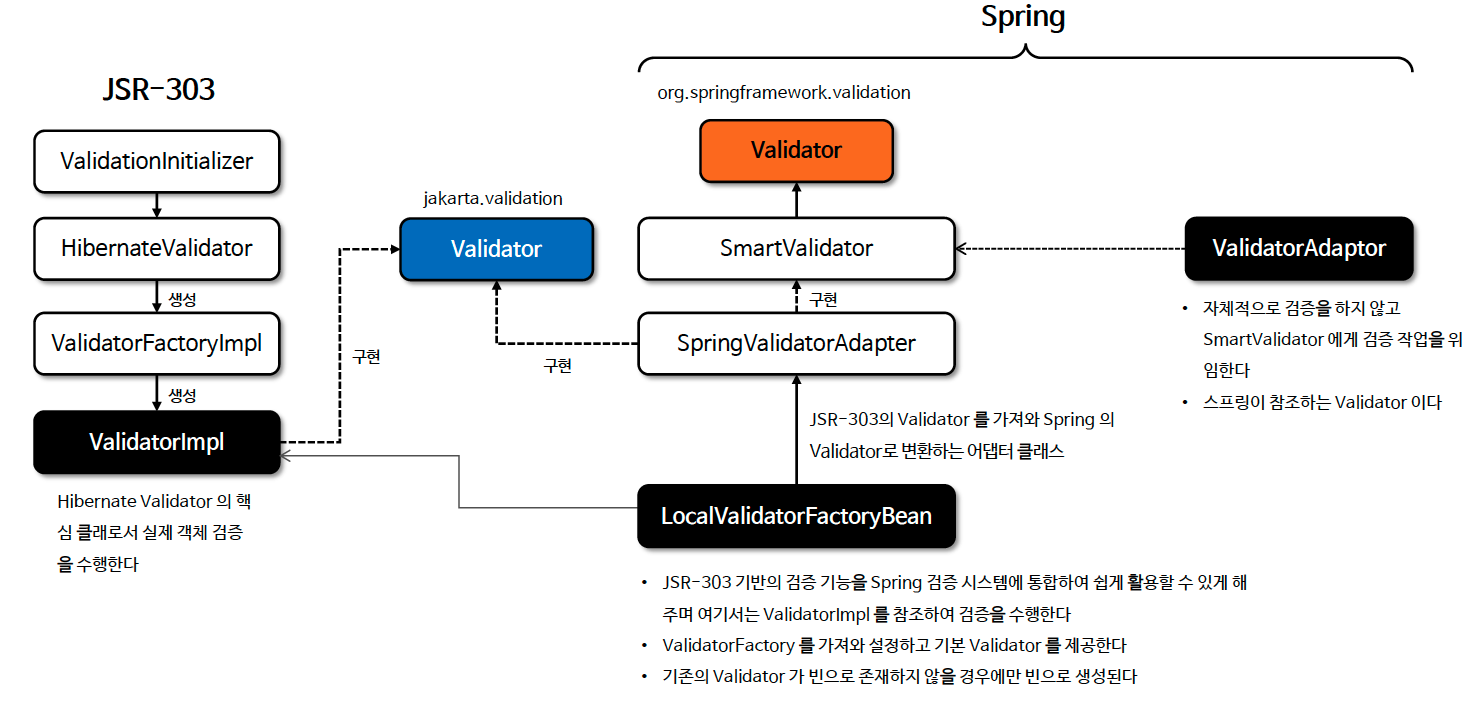 Spring
JSR-303
org.springframework.validation
ValidationInitializer
Validator
jakarta.validation
HibernateValidator
Validator
SmartValidator
ValidatorAdaptor
생성
구현
• 자체적으로 검증을 하지 않고
SmartValidator 에게 검증 작업을 위
임한다
• 스프링이 참조하는 Validator 이다
ValidatorFactoryImpl
SpringValidatorAdapter
구현
구현
생성
JSR-303의 Validator 를 가져와 Spring 의
Validator로 변환하는 어댑터 클래스
ValidatorImpl
Hibernate Validator 의 핵
심 클래로서 실제 객체 검증
을 수행한다
LocalValidatorFactoryBean
• JSR-303 기반의 검증 기능을 Spring 검증 시스템에 통합하여 쉽게 활용할 수 있게 해
주며 여기서는 ValidatorImpl 를 참조하여 검증을 수행한다
• ValidatorFactory 를 가져와 설정하고 기본 Validator 를 제공한다
• 기존의 Validator 가 빈으로 존재하지 않을 경우에만 빈으로 생성된다